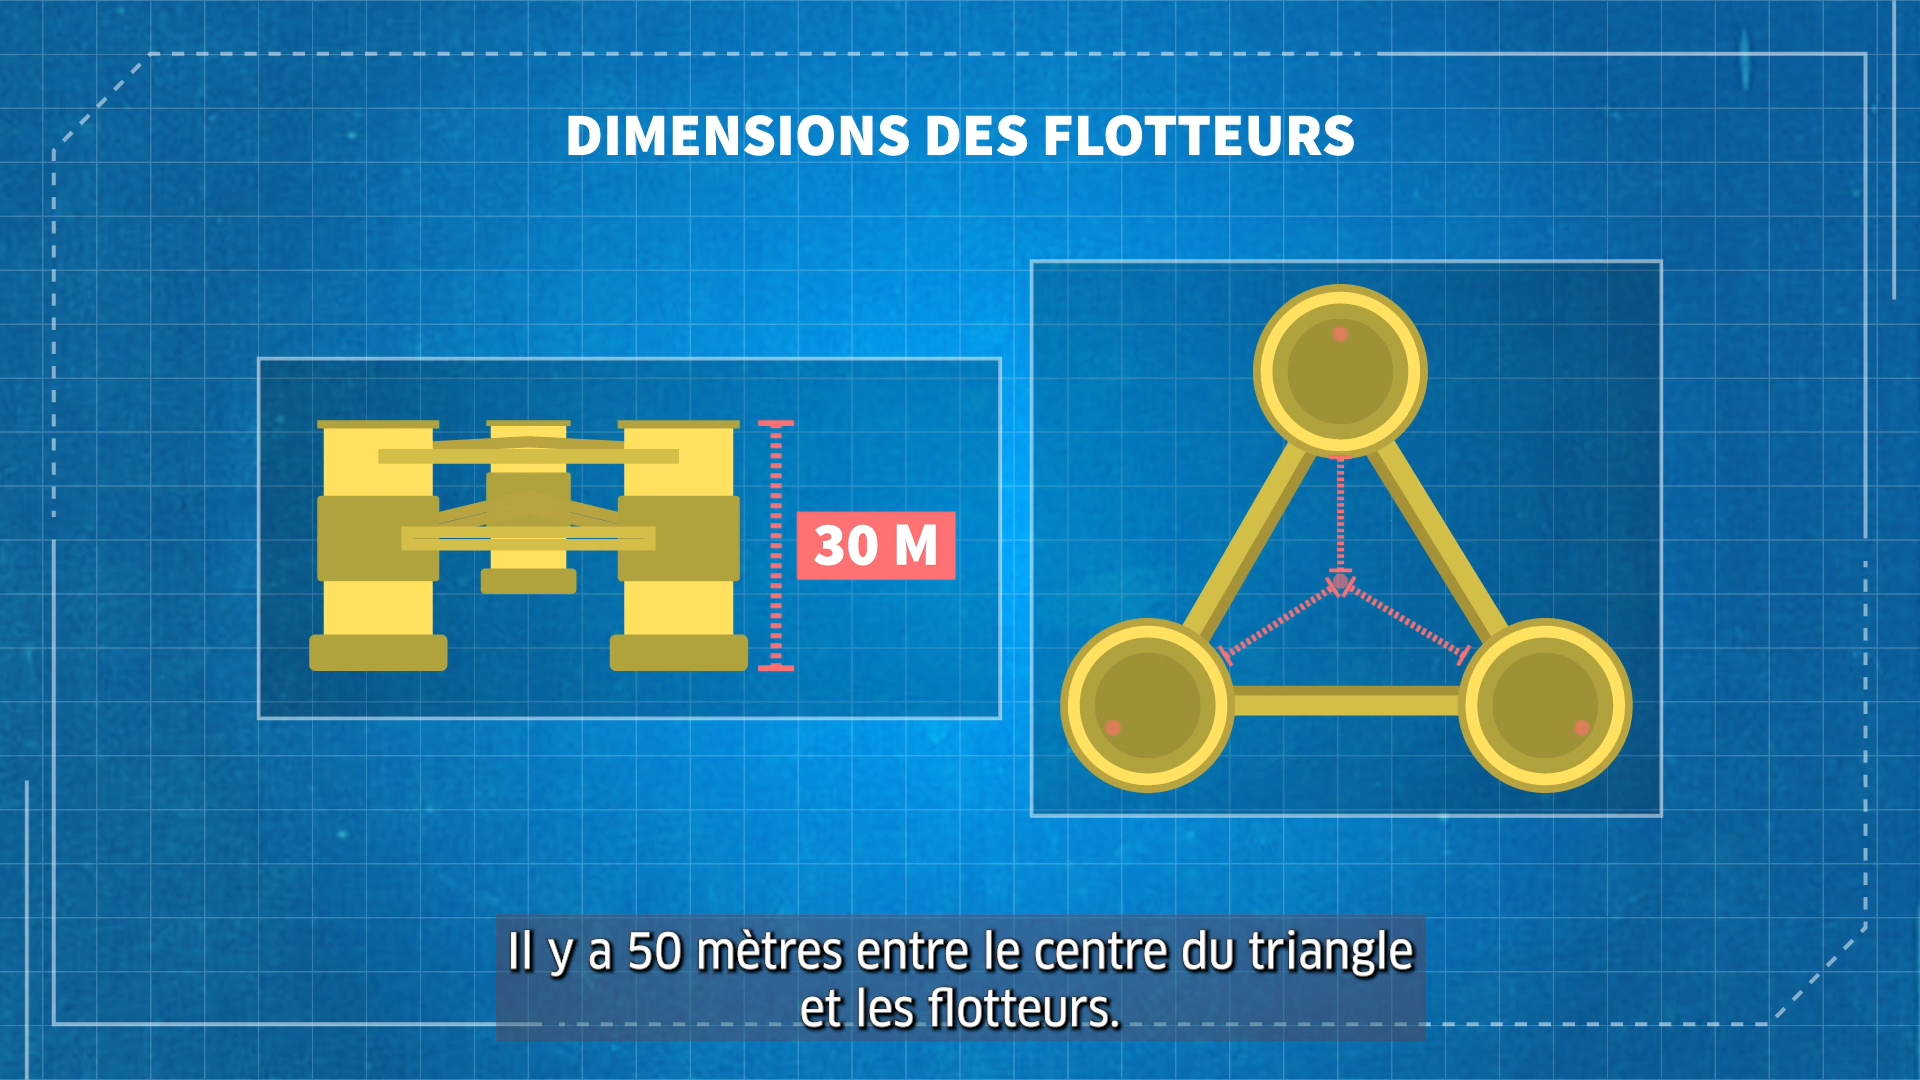 DIMENSIONS DES FLOTTEURS
30 M
Il y a 50 mètres entre le centre du triangle
et les flotteurs.